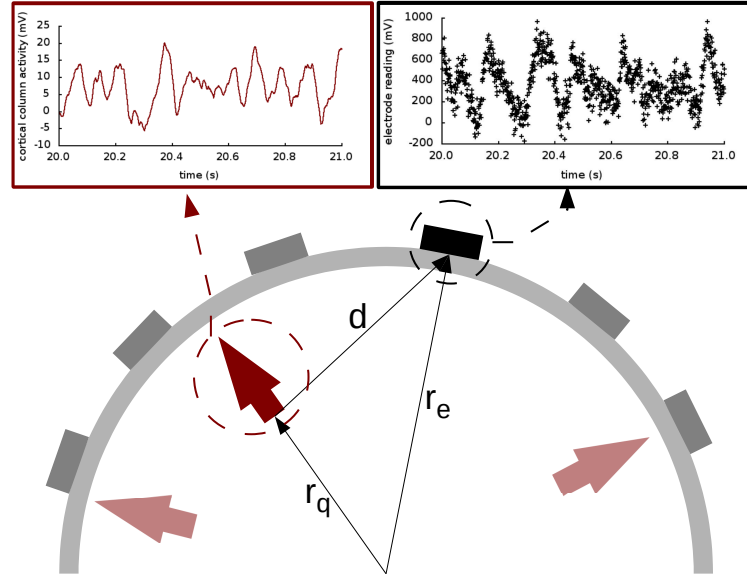 25
20
15
10
5
0
-5
-10
cortical column activity (mV)
20.0 20.2 20.4 20.6 20.8 21.0
time (s)
1000
800
600
400
200
0
-200
electrode reading (mV)
20.0 20.2 20.4 20.6 20.8 21.0
time (s)
d
r_e
r_q